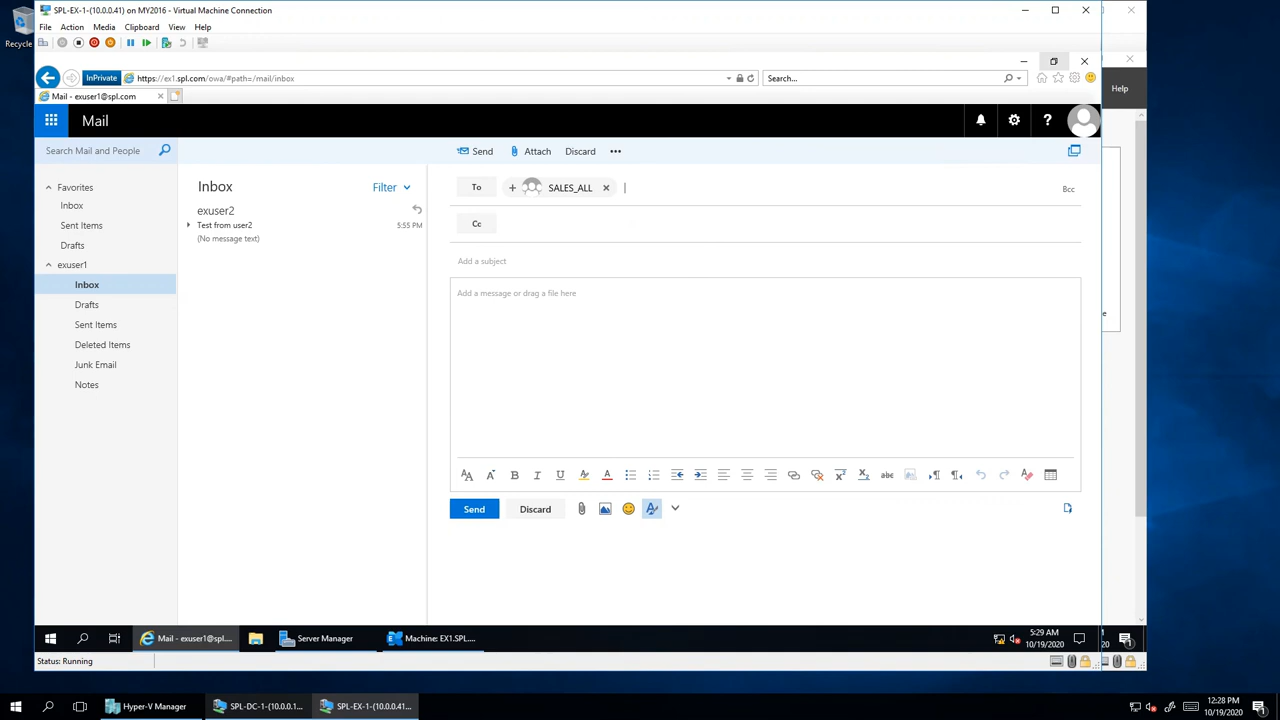 Recycle
SPL-EX-1-(10.0.0.41) on MY2016 - Virtual Machine Connection
File Action Media Clipboard View Help
InPrivate https://ex1.spl.com/owa/#path=/mail/inbox Search...
Mail - exuser1@spl.com
Help
Mail
Search Mail and People
Send Attach Discard
Favorites
Inbox
Sent Items
Drafts
exuser1
Inbox
Drafts
Sent Items
Deleted Items
Junk Email
Notes
Inbox Filter
exuser2
Test from user2 5:55 PM
(No message text)
To + SALES_ALL Bcc
Cc
Add a subject
Add a message or drag a file here
Send Discard
Mail - exuser1@spl.... Server Manager Machine: EX1.SPL....
5:29 AM
10/19/2020
Status: Running
Hyper-V Manager SPL-DC-1-(10.0.0.1... SPL-EX-1-(10.0.0.41...
12:28 PM
10/19/2020